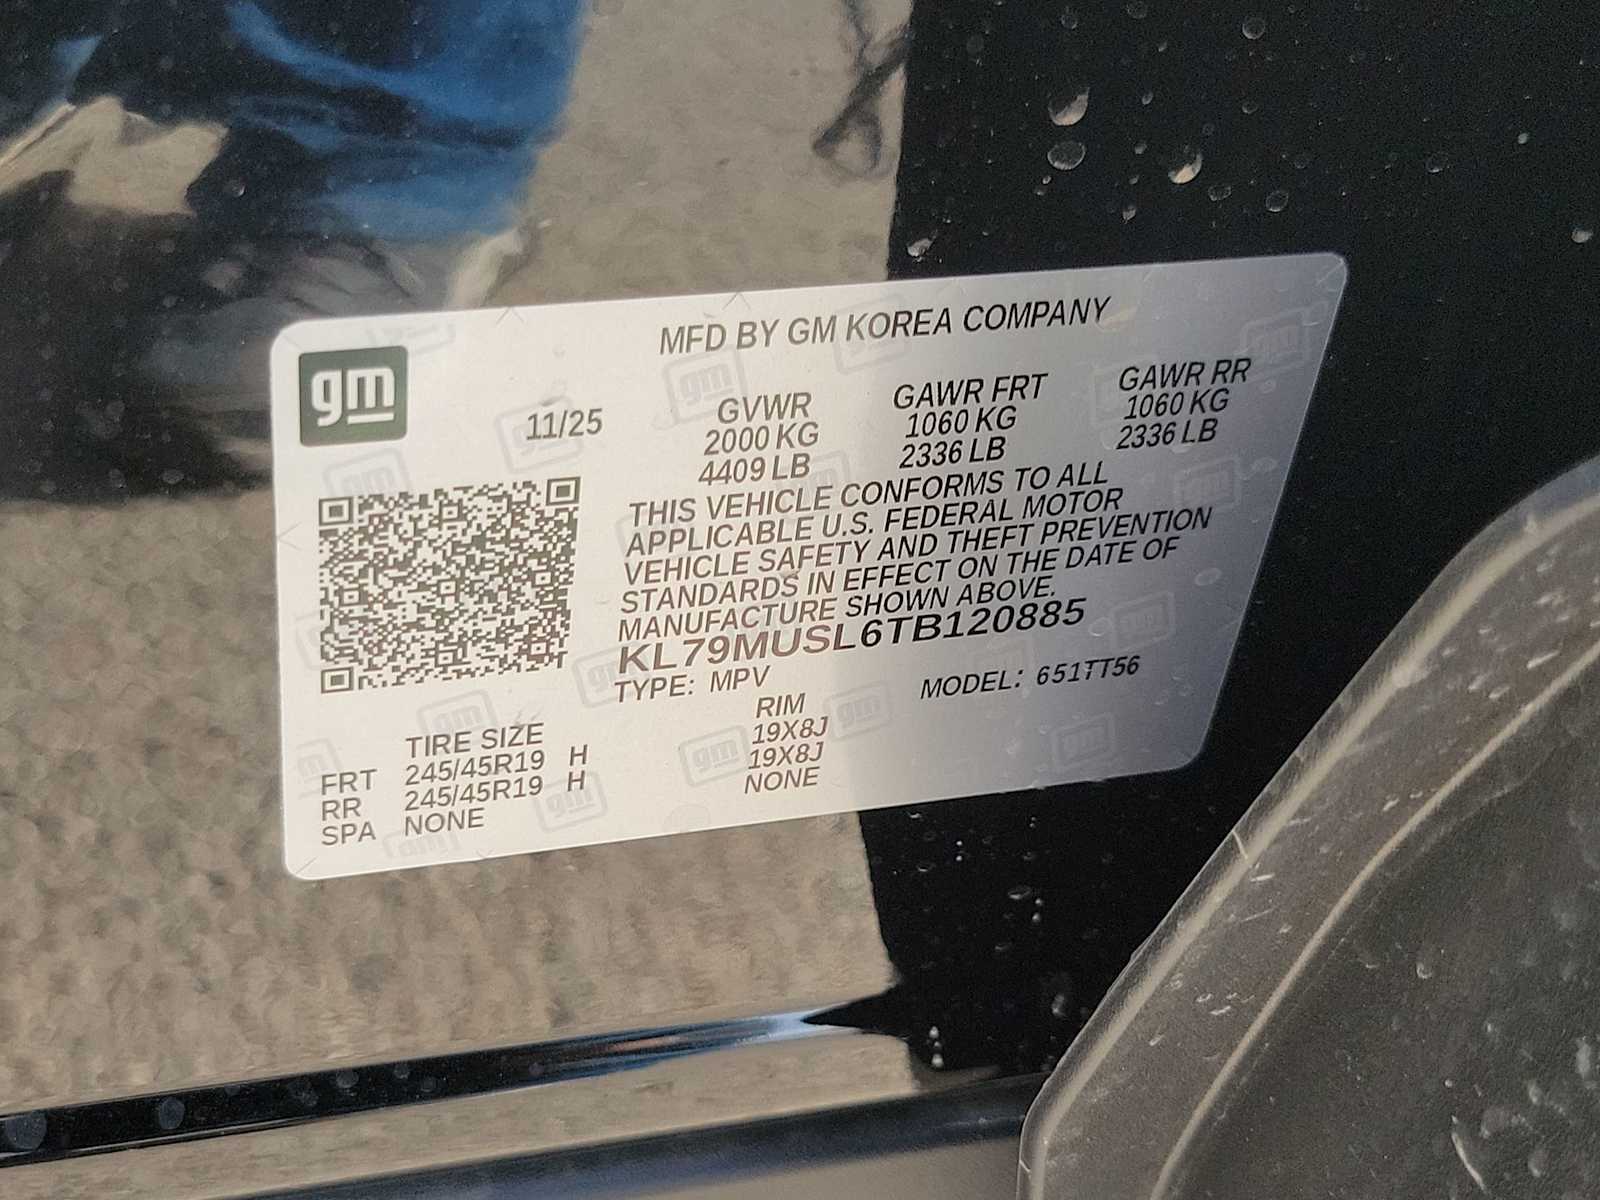 MFD BY GM KOREA COMPANY
gm
11/25
GVWR
2000 KG
4409 LB
GAWR FRT
1060 KG
2336 LB
GAWR RR
1060 KG
2336 LB
THIS VEHICLE CONFORMS TO ALL
APPLICABLE U.S. FEDERAL MOTOR
VEHICLE SAFETY AND THEFT PREVENTION
STANDARDS IN EFFECT ON THE DATE OF
MANUFACTURE SHOWN ABOVE.
KL79MUSL6TB120885
TYPE: MPV MODEL: 651TT56
TIRE SIZE RIM
FRT 245/45R19 H 19X8J
RR 245/45R19 H 19X8J
SPA NONE NONE